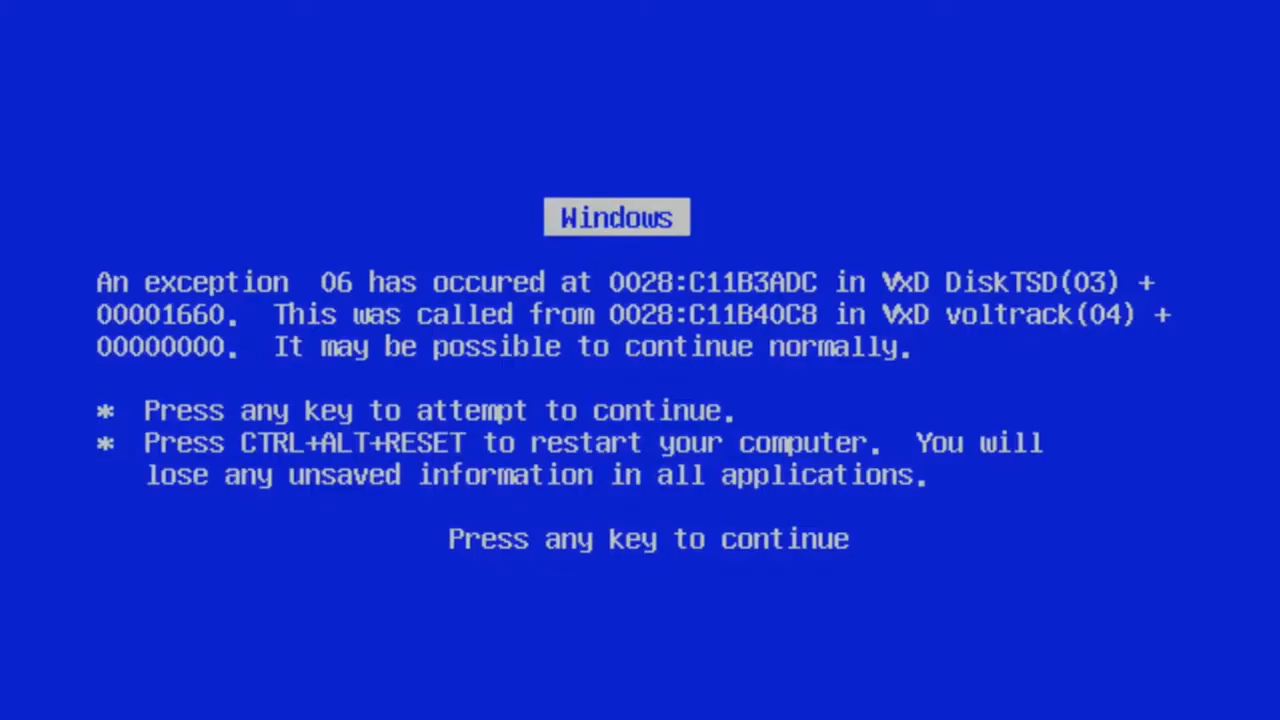 Windows
An exception  06 has occured at 0028:C11B3ADC in VxD DiskTSD(03) +
00001660.  This was called from 0028:C11B40C8 in VxD voltrack(04) +
00000000.  It may be possible to continue normally.
*  Press any key to attempt to continue.
*  Press CTRL+ALT+RESET to restart your computer.  You will
lose any unsaved information in all applications.
Press any key to continue